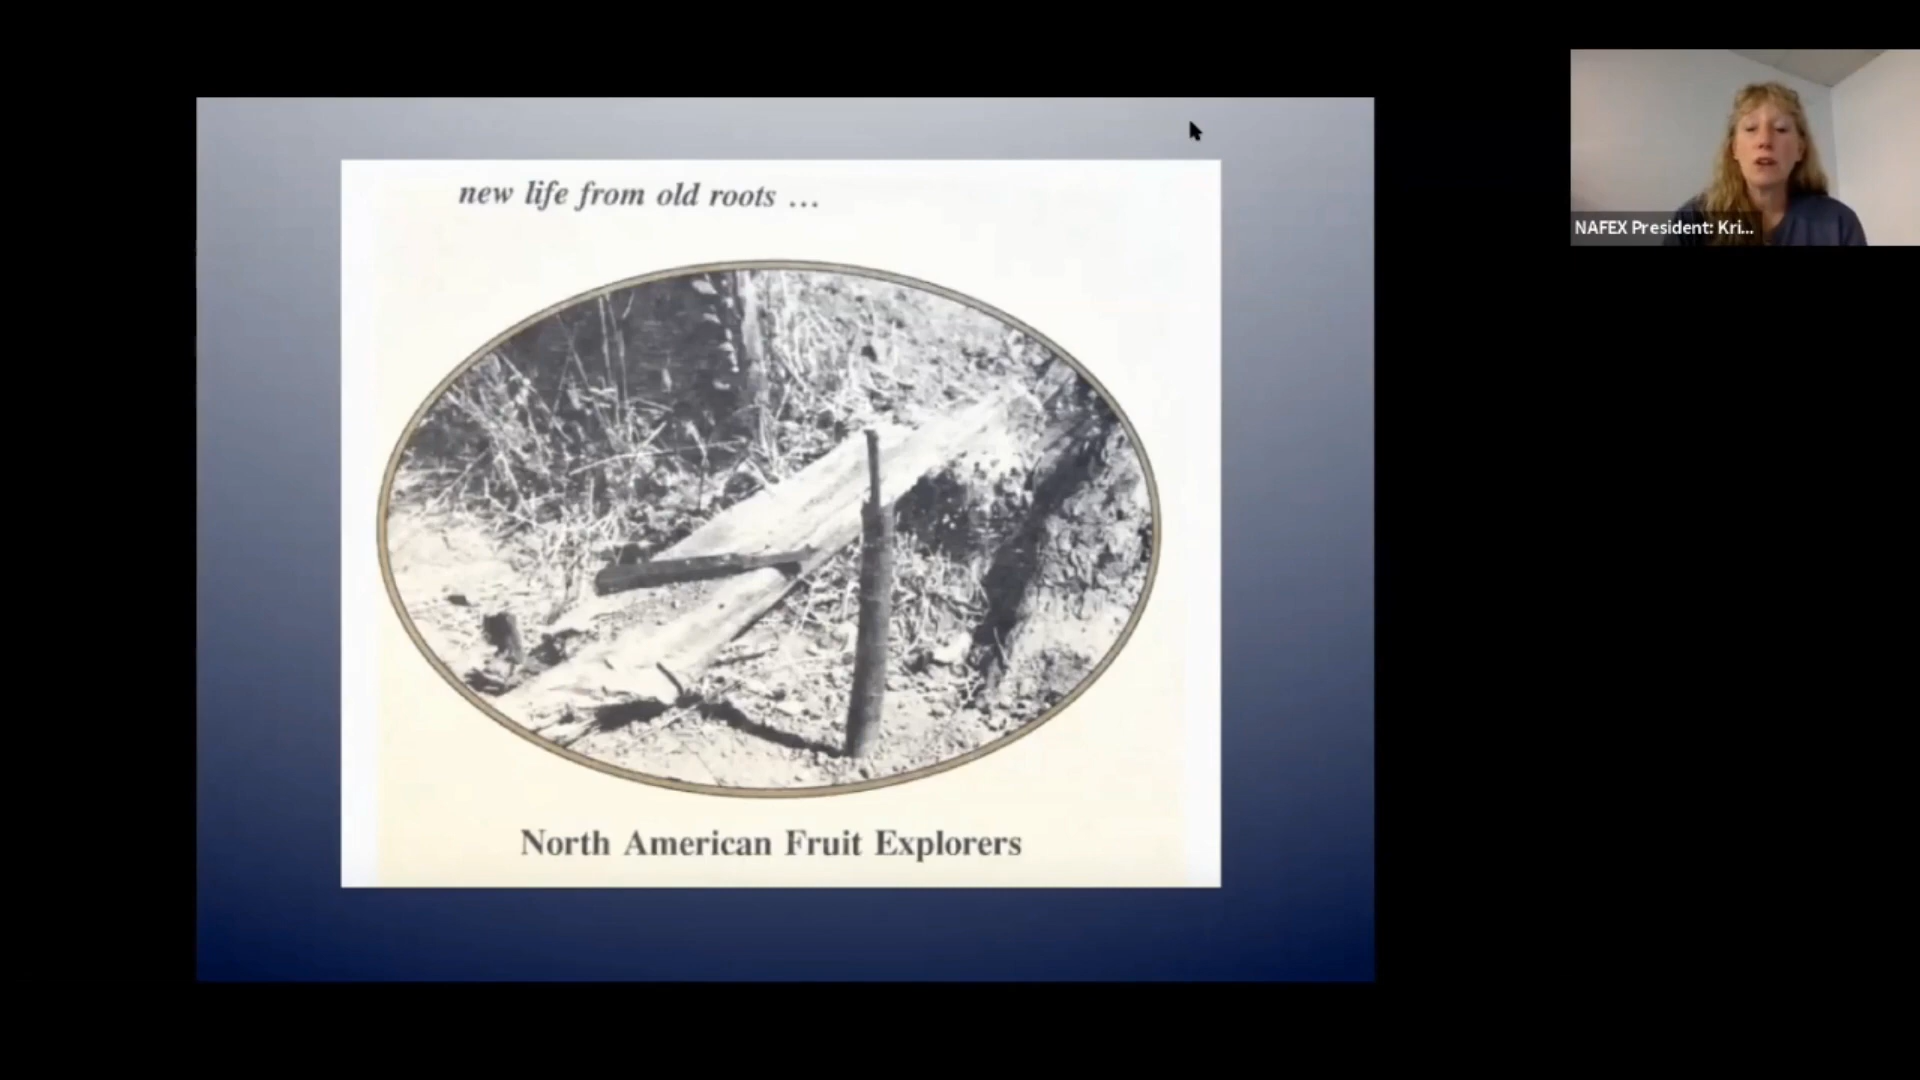 new life from old roots ...
North American Fruit Explorers
NAFEX President: Kri...